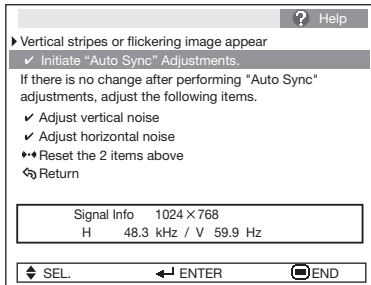 ? Help
Vertical stripes or flickering image appear
✔ Initiate “Auto Sync” Adjustments.
If there is no change after performing "Auto Sync"
adjustments, adjust the following items.
✔ Adjust vertical noise
✔ Adjust horizontal noise
Reset the 2 items above
Return
Signal Info 1024×768
H 48.3 kHz / V 59.9 Hz
SEL. ENTER END